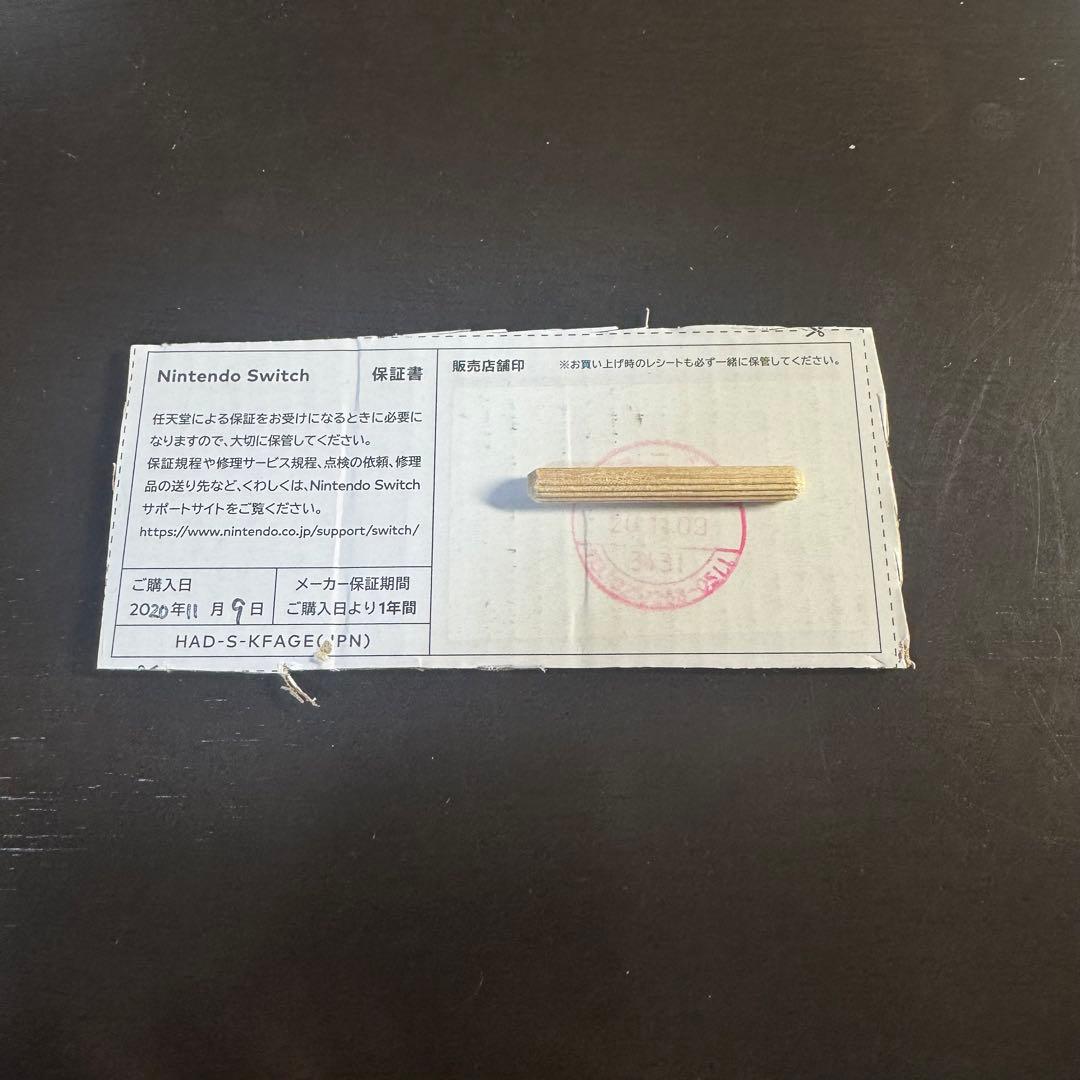 Nintendo Switch 保証書
任天堂による保証をお受けになるときに必要に
なりますので、大切に保管してください。
保証規程や修理サービス規程、点検の依頼、修理
品の送り先など、くわしくは、Nintendo Switch
サポートサイトをご覧ください。
https://www.nintendo.co.jp/support/switch/
ご購入日
2020年11月9日
メーカー保証期間
ご購入日より1年間
HAD-S-KFAGE(JPN)
販売店舗印 ※お買い上げ時のレシートも必ず一緒に保管してください。
20.11.09
3431